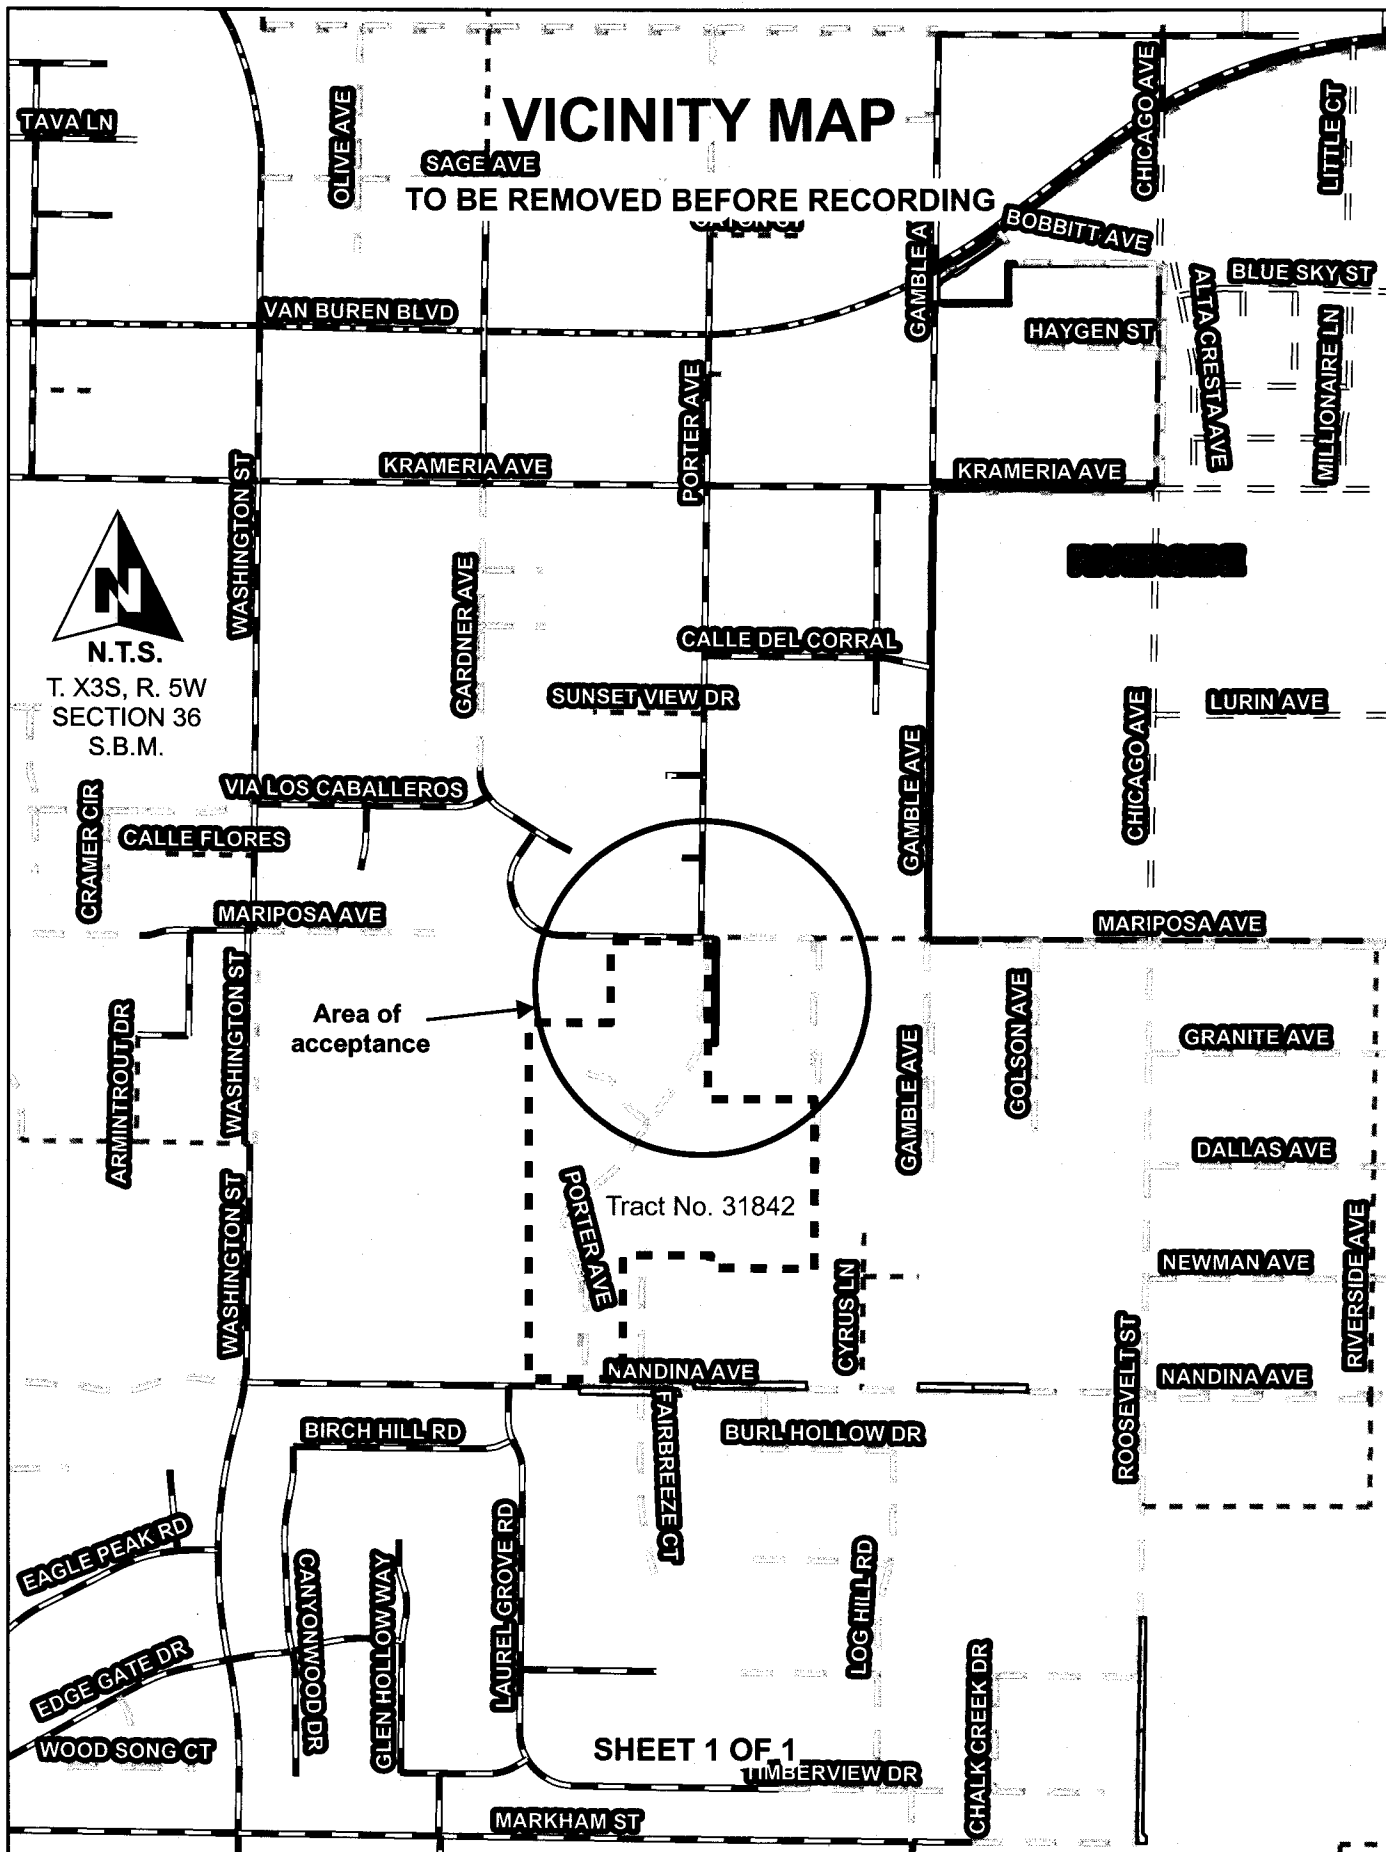 CHICAGO AVE
LITTLE CT
OLIVE AVE
VICINITY MAP
TAVA LN
SAGE AVE
TO BE REMOVED BEFORE RECORDING
BOBBITT AVE
GAMBLE A
BLUE SKY ST
ALTA CRESTA AVE
VAN BUREN BLVD
HAYGEN ST
MILLIONAIRE LN
PORTER AVE
KRAMERIA AVE
KRAMERIA AVE
WASHINGTON ST
N
N.T.S.
T. X3S, R. 5W
SECTION 36
S.B.M.
GARDNER AVE
CALLE DEL CORRAL
SUNSET VIEW DR
CHICAGO AVE
LURIN AVE
GAMBLE AVE
VIA LOS CABALLEROS
CRAMER CIR
CALLE FLORES
MARIPOSA AVE
MARIPOSA AVE
WASHINGTON ST
Area of
acceptance
ARMINTROUT DR
GAMBLE AVE
GOLSON AVE
GRANITE AVE
DALLAS AVE
PORTER AVE
Tract No. 31842
WASHINGTON ST
RIVERSIDE AVE
NEWMAN AVE
CYRUS LN
ROOSEVELT ST
NANDINA AVE
NANDINA AVE
FAIRBREEZE CT
BIRCH HILL RD
BURL HOLLOW DR
EAGLE PEAK RD
CANYONWOOD DR
GLEN HOLLOW WAY
LAUREL GROVE RD
LOG HILL RD
EDGE GATE DR
CHALK CREEK DR
WOOD SONG CT
SHEET 1 OF 1
TIMBERVIEW DR
MARKHAM ST